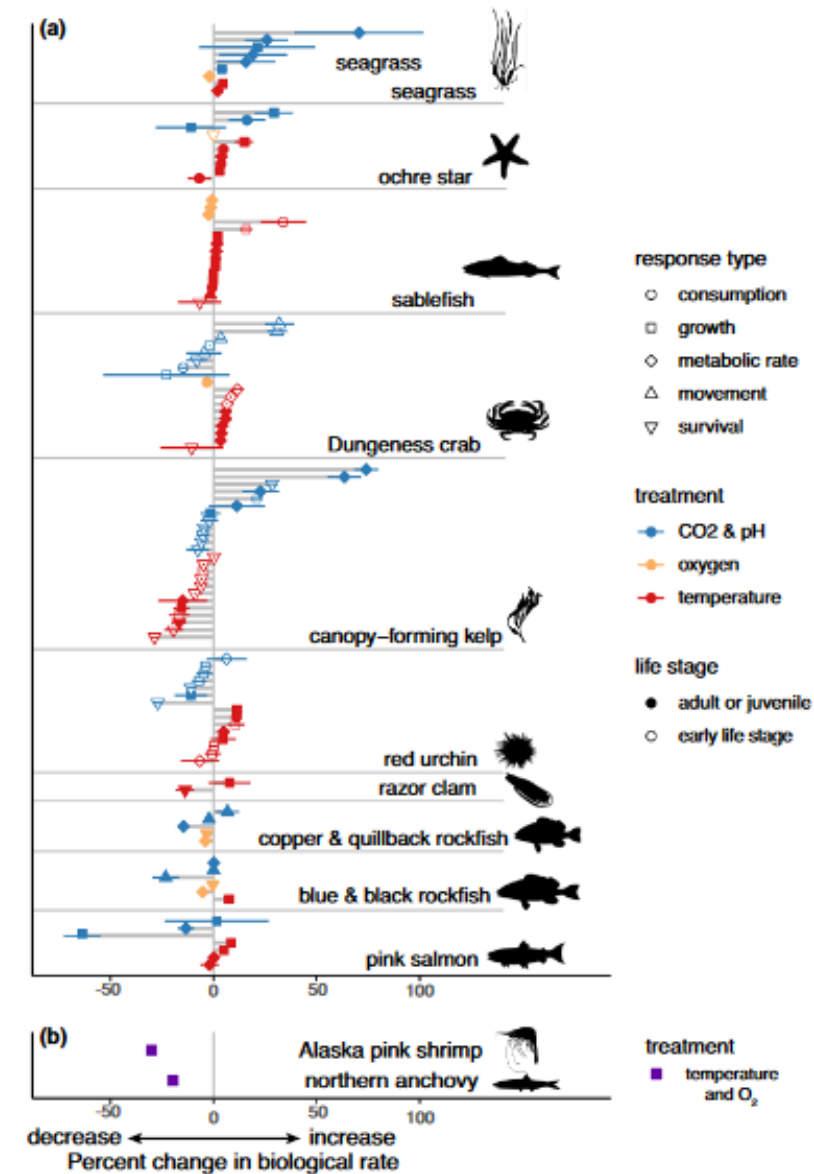 (a)
seagrass
seagrass
ochre star
sablefish
Dungeness crab
canopy−forming kelp
red urchin
razor clam
copper & quillback rockfish
blue & black rockfish
pink salmon
-50 0 50 100
response type
consumption
growth
metabolic rate
movement
survival
treatment
CO2 & pH
oxygen
temperature
life stage
adult or juvenile
early life stage
(b)
Alaska pink shrimp
northern anchovy
-50 0 50 100
decrease increase
Percent change in biological rate
treatment
temperature
and O₂